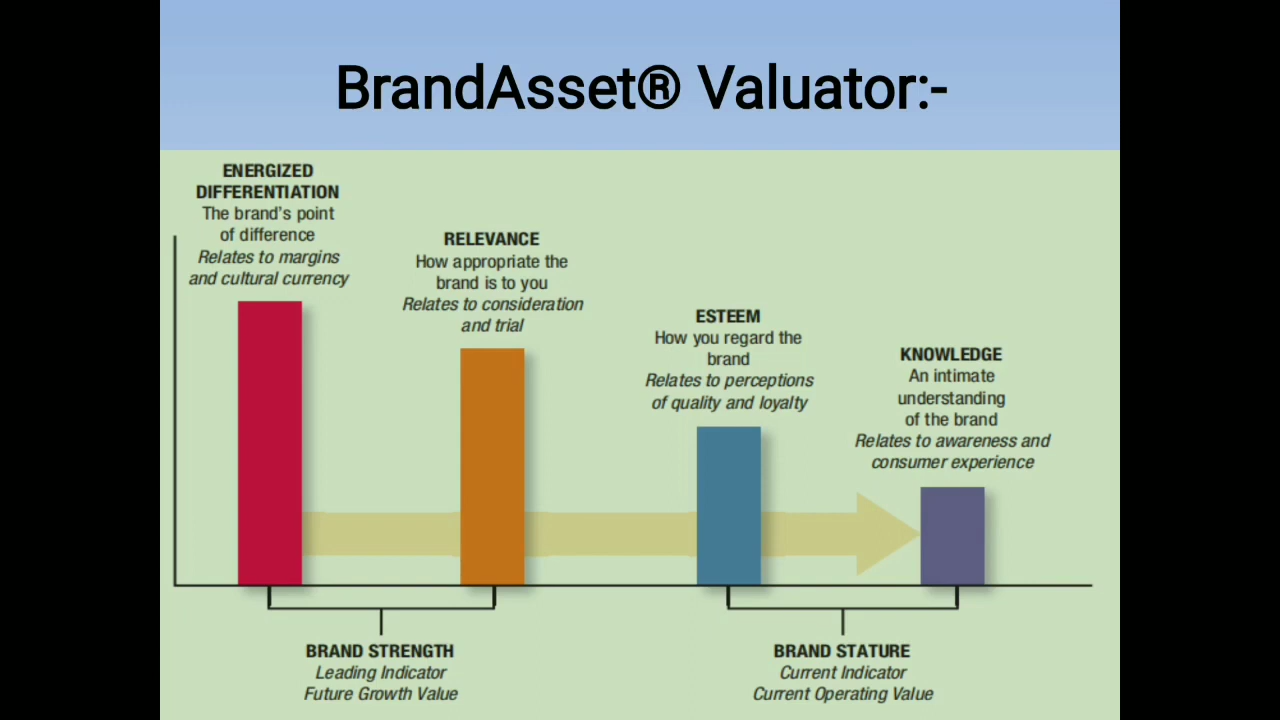 BrandAsset® Valuator:-
ENERGIZED
DIFFERENTIATION
The brand's point
of difference
Relates to margins
and cultural currency
RELEVANCE
How appropriate the
brand is to you
Relates to consideration
and trial
ESTEEM
How you regard the
brand
Relates to perceptions
of quality and loyalty
KNOWLEDGE
An intimate
understanding
of the brand
Relates to awareness and
consumer experience
BRAND STRENGTH
Leading Indicator
Future Growth Value
BRAND STATURE
Current Indicator
Current Operating Value